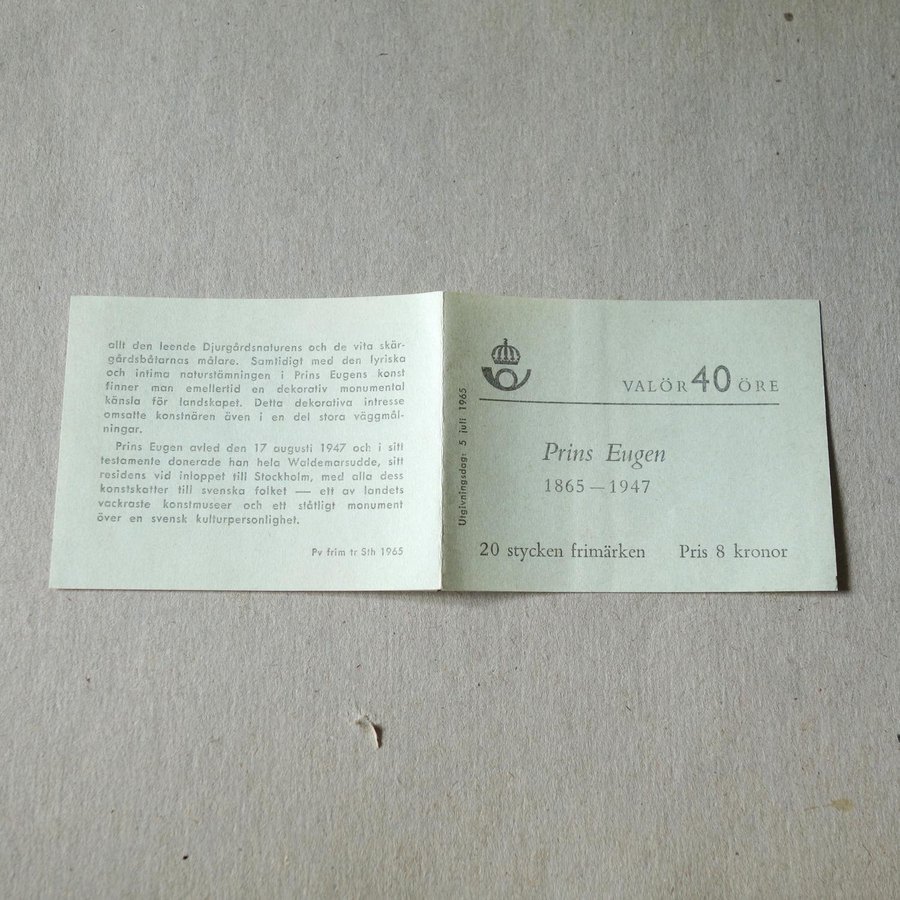 allt den leende Djurgårdsnaturens och de vita skär-
gårdsbåtarnas målare. Samtidigt med den lyriska
och intima naturstämningen i Prins Eugens konst
finner man emellertid en dekorativ monumental
känsla för landskapet. Detta dekorativa intresse
omsatte konstnären även i en del stora väggmål-
ningar.
Prins Eugen avled den 17 augusti 1947 och i sitt
testamente donerade han hela Waldemarsudde, sitt
residens vid inloppet till Stockholm, med alla dess
konstskatter till svenska folket — ett av landets
vackraste konstmuseer och ett ståtligt monument
över en svensk kulturpersonlighet.
Pv frim tr Sth 1965
Utgivningsdag: 5 juli 1965
VALÖR 40 ÖRE
Prins Eugen
1865—1947
20 stycken frimärken Pris 8 kronor